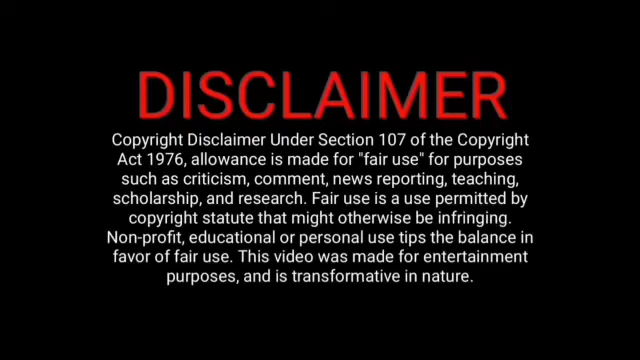 DISCLAIMER
Copyright Disclaimer Under Section 107 of the Copyright
Act 1976, allowance is made for "fair use" for purposes
such as criticism, comment, news reporting, teaching,
scholarship, and research. Fair use is a use permitted by
copyright statute that might otherwise be infringing.
Non-profit, educational or personal use tips the balance in
favor of fair use. This video was made for entertainment
purposes, and is transformative in nature.